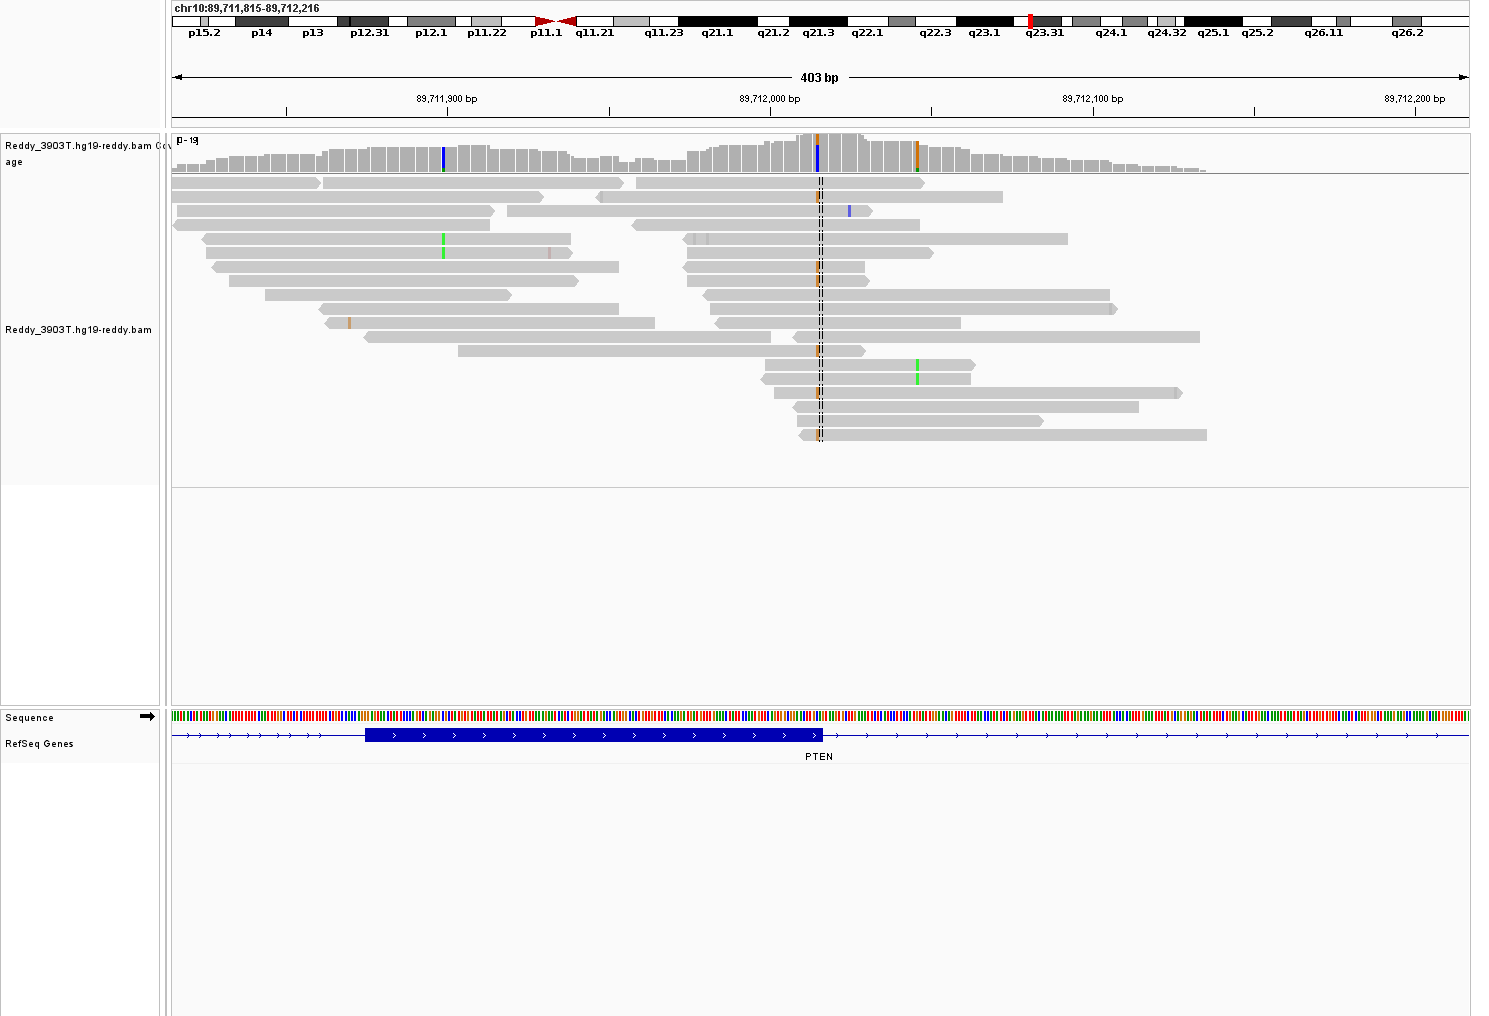 chr10:89,711,815-89,712,216
p15.2 p14 p13 p12.31 p12.1 p11.22 p11.1 q11.21 q11.23 q21.1 q21.2 q21.3 q22.1 q22.3 q23.1 q23.31 q24.1 q24.32 q25.1 q25.2 q26.11 q26.2
403 bp
89,711,900 bp 89,712,000 bp 89,712,100 bp 89,712,200 bp
[0 - 19]
Reddy_3903T.hg19-reddy.bam Cov
age
Reddy_3903T.hg19-reddy.bam
Sequence
RefSeq Genes
PTEN